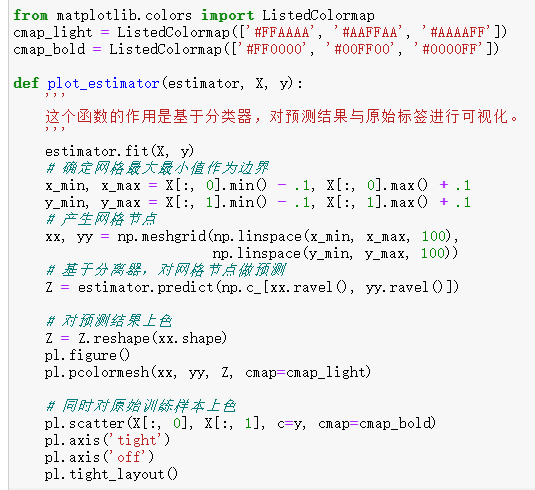 from matplotlib.colors import ListedColormap
cmap_light = ListedColormap(['#FFAAAA', '#AAFFAA', '#AAAAFF'])
cmap_bold = ListedColormap(['#FF0000', '#00FF00', '#0000FF'])

def plot_estimator(estimator, X, y):
    '''
    这个函数的作用是基于分类器，对预测结果与原始标签进行可视化。
    '''
    estimator.fit(X, y)
    # 确定网格最大最小值作为边界
    x_min, x_max = X[:, 0].min() - .1, X[:, 0].max() + .1
    y_min, y_max = X[:, 1].min() - .1, X[:, 1].max() + .1
    # 产生网格节点
    xx, yy = np.meshgrid(np.linspace(x_min, x_max, 100),
                         np.linspace(y_min, y_max, 100))
    # 基于分离器，对网格节点做预测
    Z = estimator.predict(np.c_[xx.ravel(), yy.ravel()])

    # 对预测结果上色
    Z = Z.reshape(xx.shape)
    pl.figure()
    pl.pcolormesh(xx, yy, Z, cmap=cmap_light)

    # 同时对原始训练样本上色
    pl.scatter(X[:, 0], X[:, 1], c=y, cmap=cmap_bold)
    pl.axis('tight')
    pl.axis('off')
    pl.tight_layout()